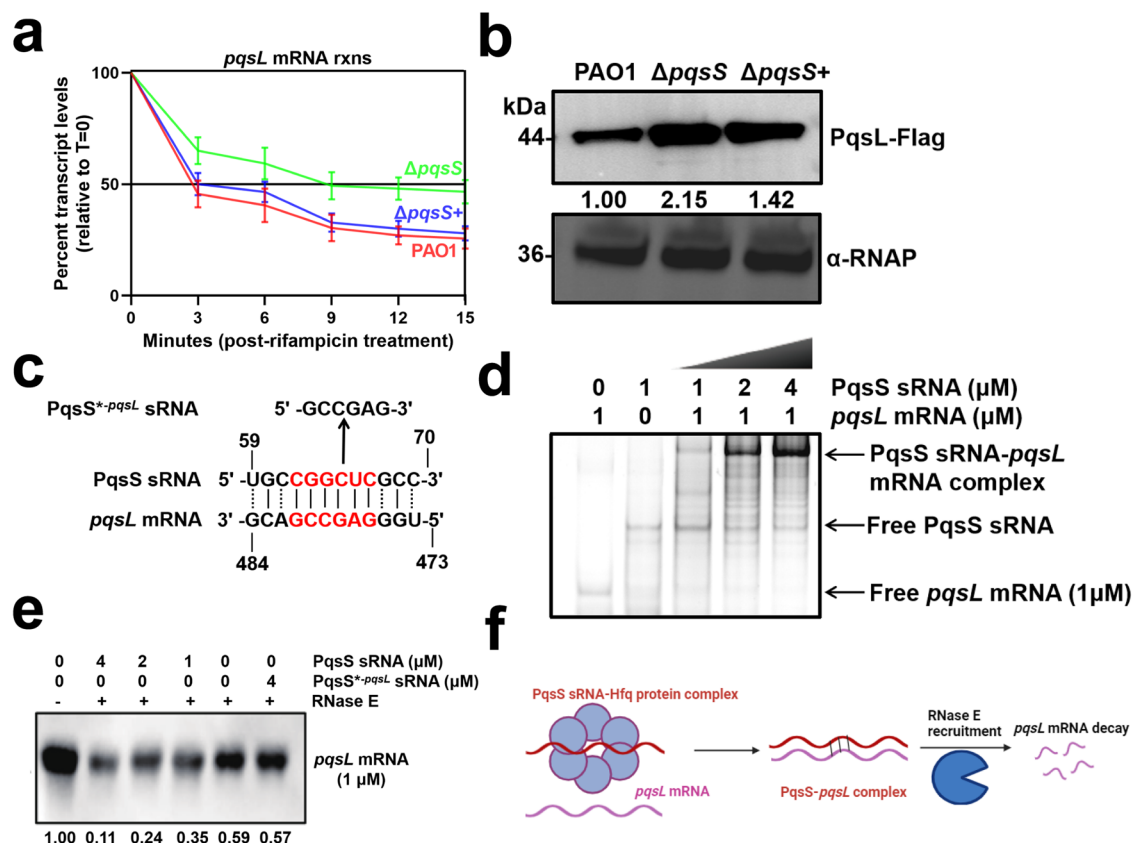 a
pqsL mRNA rxns
Percent transcript levels
(relative to T=0)
100
50
0
0 3 6 9 12 15
Minutes (post-rifampicin treatment)
ΔpqsS
ΔpqsS+
PAO1
b
PAO1 ΔpqsS ΔpqsS+
kDa
44- PqsL-Flag
1.00 2.15 1.42
36- α-RNAP
c
PqsS*-pqsL sRNA 5' -GCCGAG-3'
59 70
PqsS sRNA 5' -UGCCGGCUCGCC-3'
pqsL mRNA 3' -GCAGCCGAGGGU-5'
484 473
d
0 1 1 2 4 PqsS sRNA (µM)
1 0 1 1 1 pqsL mRNA (µM)
PqsS sRNA-pqsL
mRNA complex
Free PqsS sRNA
Free pqsL mRNA (1µM)
e
0 4 2 1 0 0 PqsS sRNA (µM)
0 0 0 0 0 4 PqsS*-pqsL sRNA (µM)
- + + + + + RNase E
pqsL mRNA
(1 µM)
1.00 0.11 0.24 0.35 0.59 0.57
f
PqsS sRNA-Hfq protein complex
pqsL mRNA
PqsS-pqsL complex
RNase E
recruitment
pqsL mRNA decay